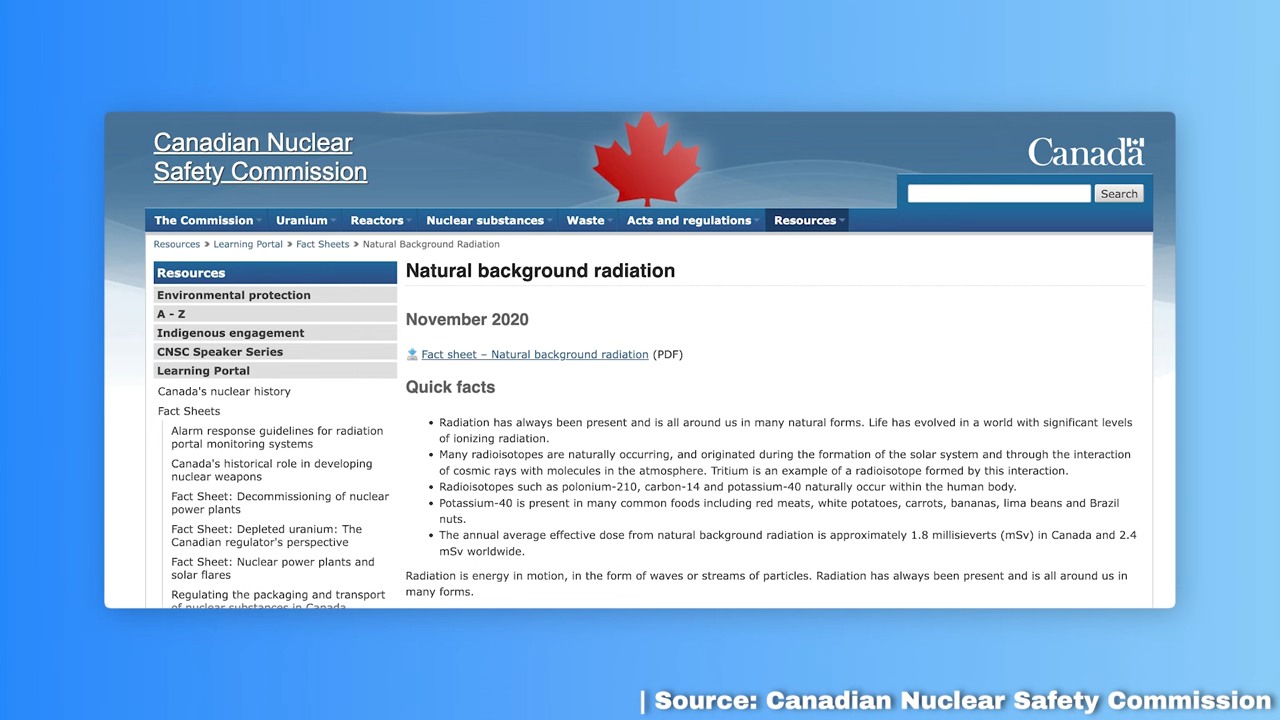 Canadian Nuclear
Safety Commission
Canada
Search
The Commission
Uranium
Reactors
Nuclear substances
Waste
Acts and regulations
Resources
Resources » Learning Portal » Fact Sheets » Natural Background Radiation
Resources
Environmental protection
A - Z
Indigenous engagement
CNSC Speaker Series
Learning Portal
Canada's nuclear history
Fact Sheets
Alarm response guidelines for radiation
portal monitoring systems
Canada's historical role in developing
nuclear weapons
Fact Sheet: Decommissioning of nuclear
power plants
Fact Sheet: Depleted uranium: The
Canadian regulator's perspective
Fact Sheet: Nuclear power plants and
solar flares
Regulating the packaging and transport
of nuclear substances in Canada
Natural background radiation
November 2020
Fact sheet – Natural background radiation (PDF)
Quick facts
• Radiation has always been present and is all around us in many natural forms. Life has evolved in a world with significant levels
of ionizing radiation.
• Many radioisotopes are naturally occurring, and originated during the formation of the solar system and through the interaction
of cosmic rays with molecules in the atmosphere. Tritium is an example of a radioisotope formed by this interaction.
• Radioisotopes such as polonium-210, carbon-14 and potassium-40 naturally occur within the human body.
• Potassium-40 is present in many common foods including red meats, white potatoes, carrots, bananas, lima beans and Brazil
nuts.
• The annual average effective dose from natural background radiation is approximately 1.8 millisieverts (mSv) in Canada and 2.4
mSv worldwide.
Radiation is energy in motion, in the form of waves or streams of particles. Radiation has always been present and is all around us in
many forms.
| Source: Canadian Nuclear Safety Commission